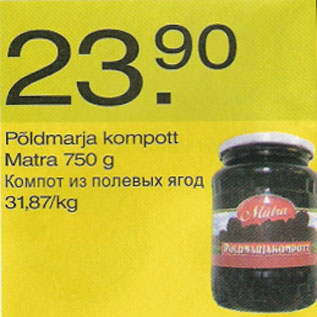 23.90
Põldmarja kompott
Matra 750 g
Компот из полевых ягод
31,87/kg
Matra
PÕLDMARJAKOMPOTT